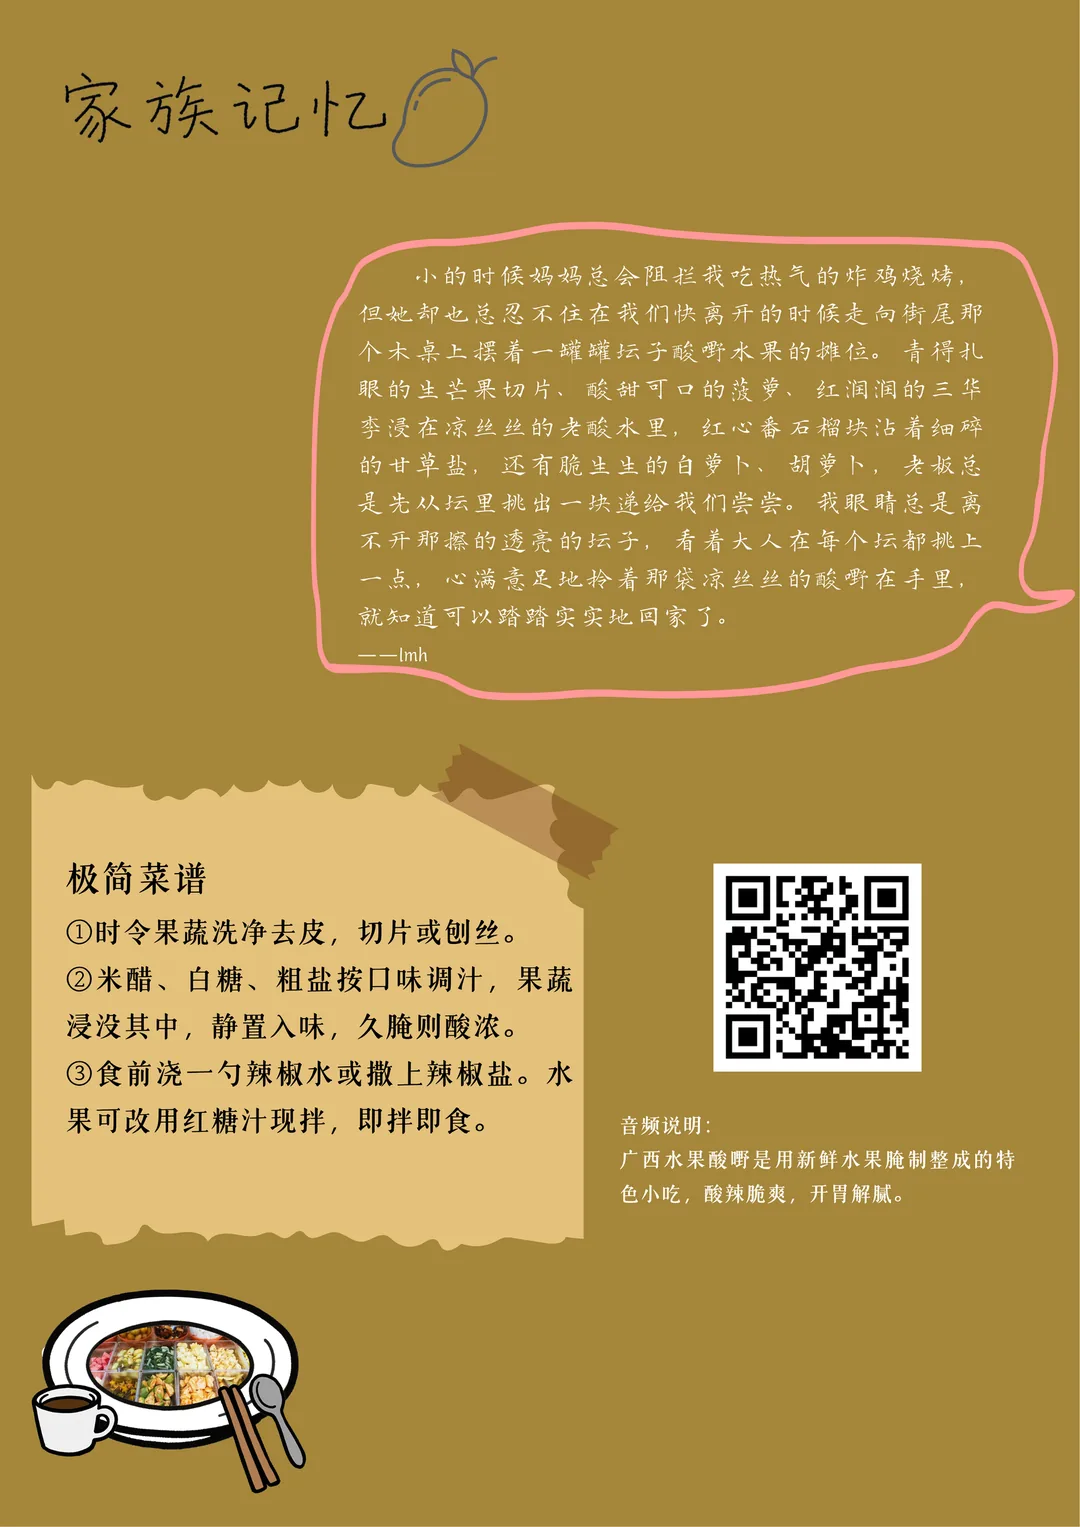 家族记忆
小的时候妈妈总会阻拦我吃热气的炸鸡烧烤，
但她却也总忍不住在我们快离开的时候走向街尾那
个木桌上摆着一罐罐坛子酸嘢水果的摊位。青得扎
眼的生芒果切片、酸甜可口的菠萝、红润润的三华
李浸在凉丝丝的老酸水里，红心番石榴块沾着细碎
的甘草盐，还有脆生生的白萝卜、胡萝卜，老板总
是先从坛里挑出一块递给我们尝尝。我眼睛总是离
不开那擦的透亮的坛子，看着大人在每个坛都挑上
一点，心满意足地拎着那袋凉丝丝的酸嘢在手里，
就知道可以踏踏实实地回家了。
——lmh
极简菜谱
①时令果蔬洗净去皮，切片或刨丝。
②米醋、白糖、粗盐按口味调汁，果蔬
浸没其中，静置入味，久腌则酸浓。
③食前浇一勺辣椒水或撒上辣椒盐。水
果可改用红糖汁现拌，即拌即食。
音频说明：
广西水果酸嘢是用新鲜水果腌制整成的特
色小吃，酸辣脆爽，开胃解腻。